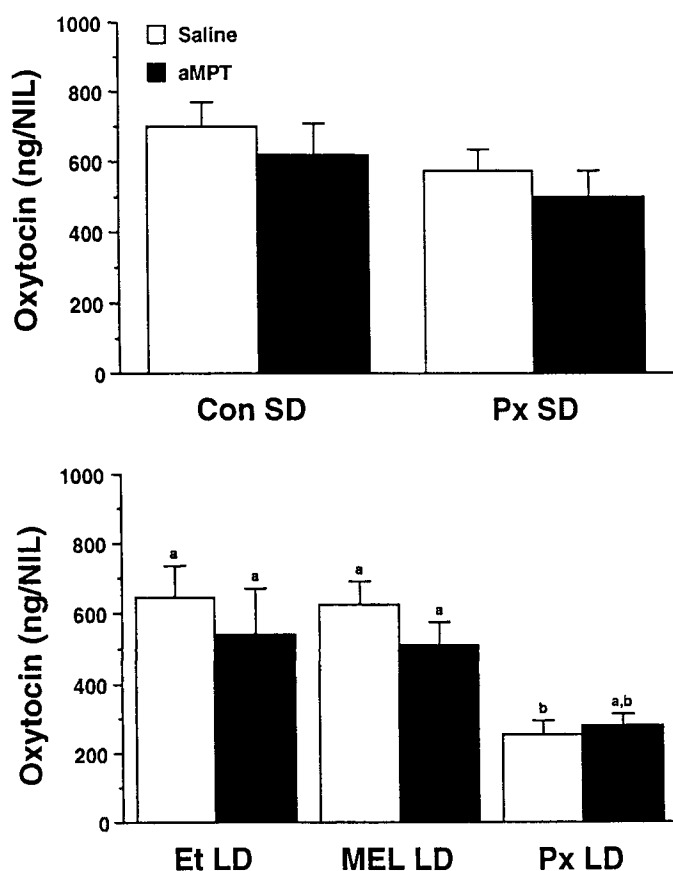 1000
Saline
aMPT
800
600
400
200
0
Oxytocin (ng/NIL)
Con SD
Px SD
1000
800
600
400
200
0
Oxytocin (ng/NIL)
a
a
a
a
b
a,b
Et LD
MEL LD
Px LD